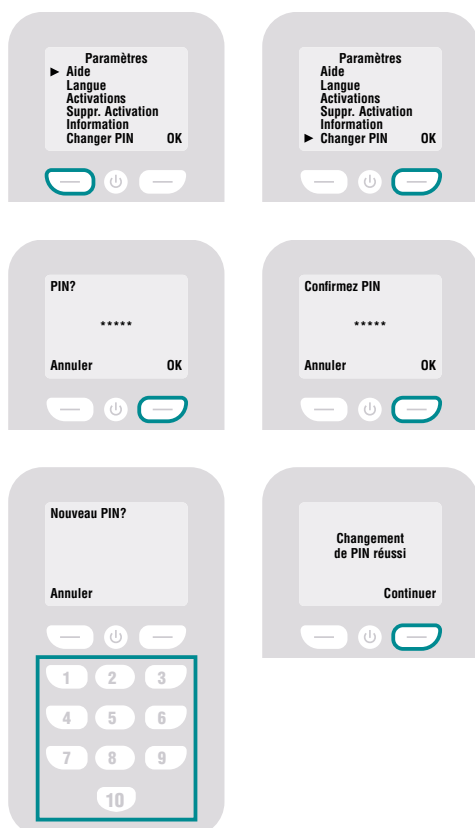 Paramètres
► Aide
Langue
Activations
Suppr. Activation
Information
Changer PIN OK
Paramètres
Aide
Langue
Activations
Suppr. Activation
Information
► Changer PIN OK
PIN?
*****
Annuler OK
Confirmez PIN
*****
Annuler OK
Nouveau PIN?
Annuler
1 2 3
4 5 6
7 8 9
10
Changement
de PIN réussi
Continuer